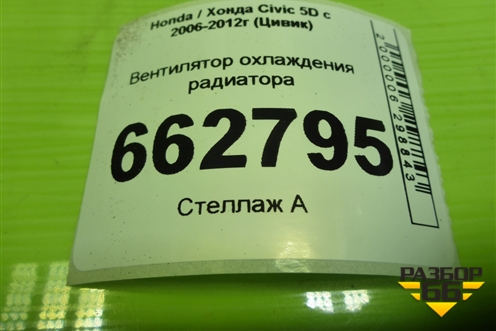 Honda / Хонда Civic 5D с
2006-2012г (Цивик)
Вентилятор охлаждения
радиатора
662795
Стеллаж А
2000006298843
РАЗБОР
66